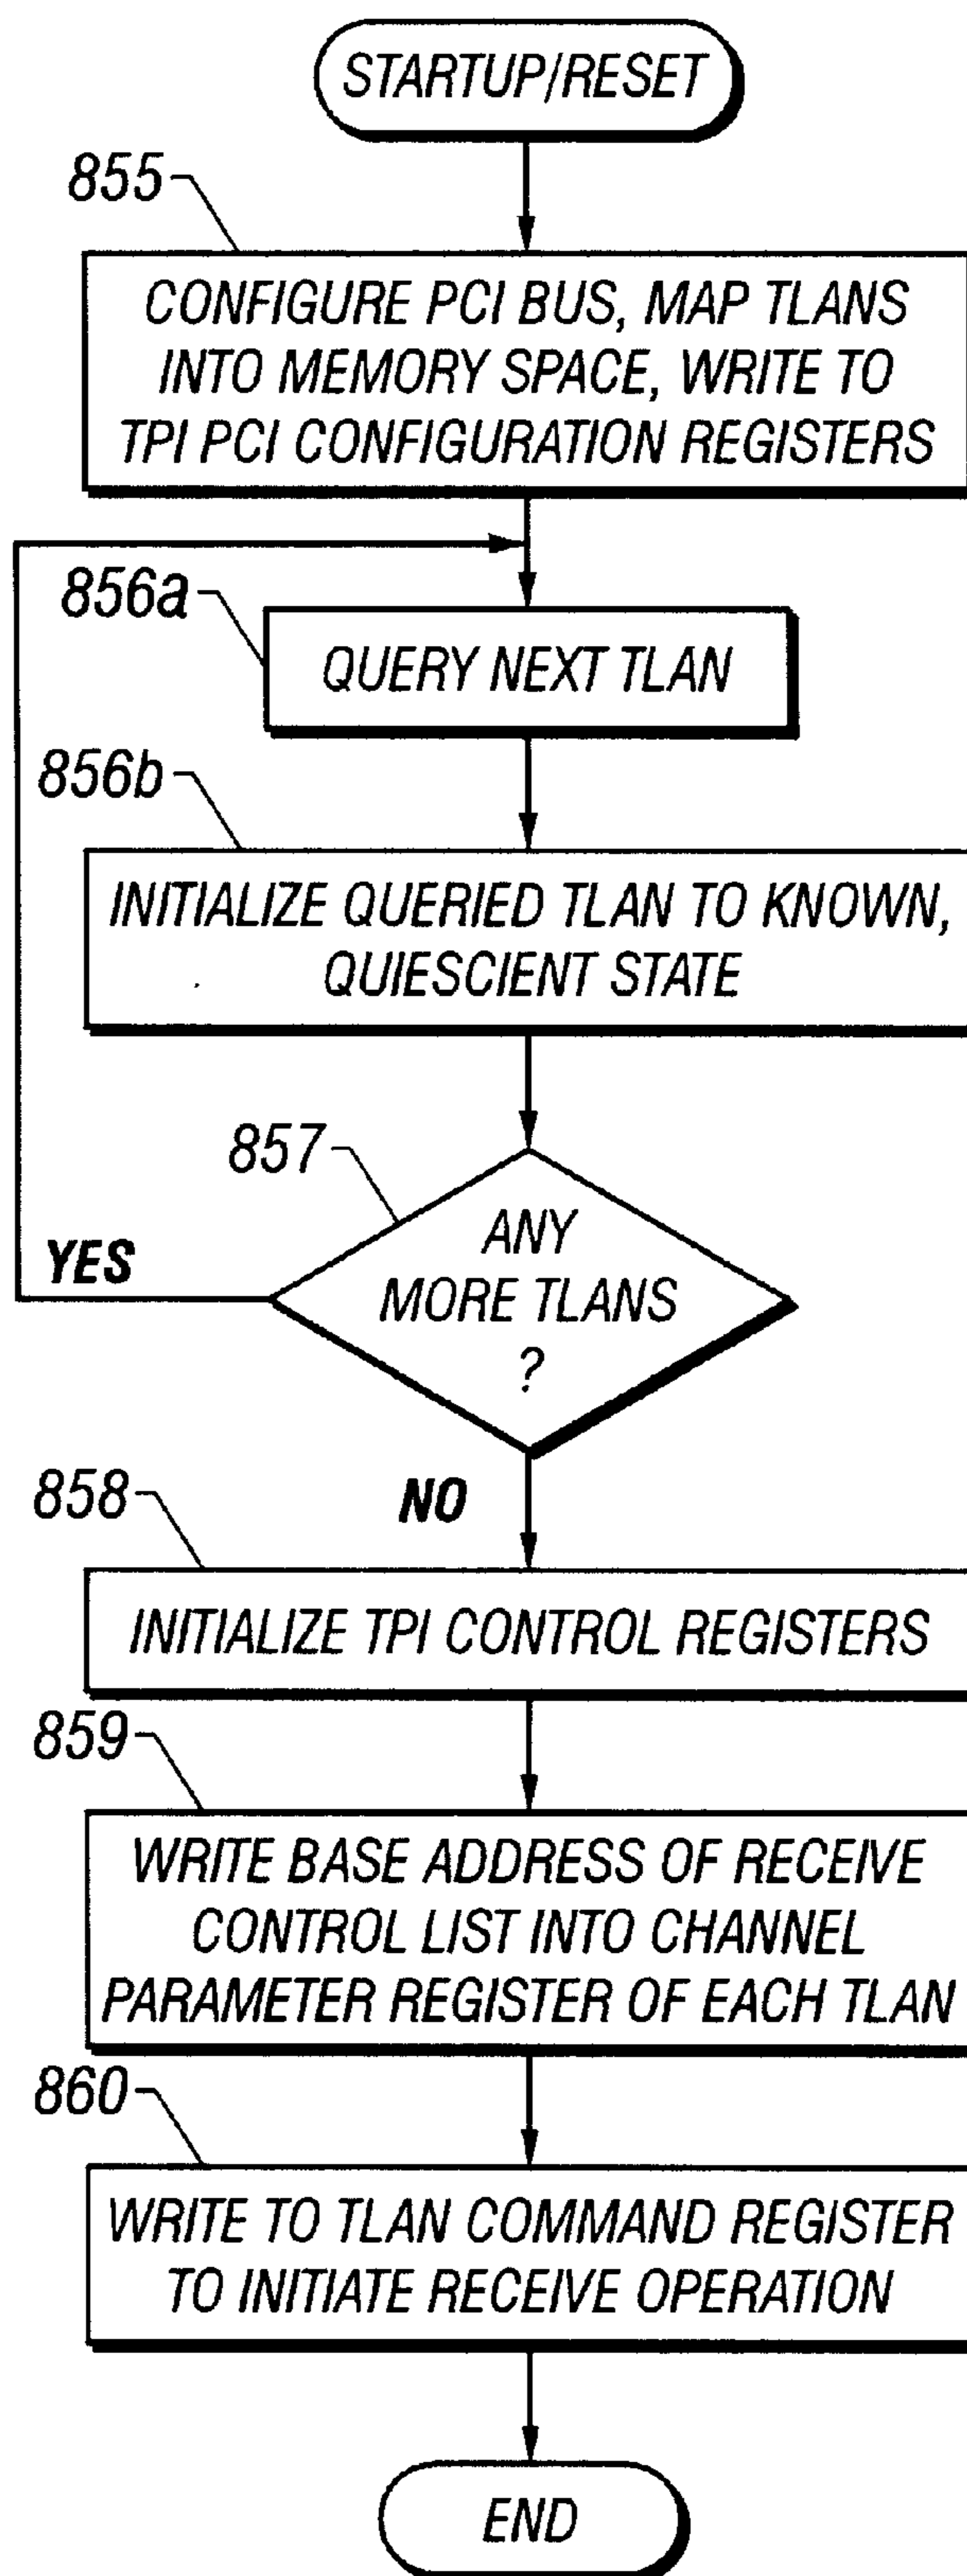 STARTUP/RESET
855
CONFIGURE PCI BUS, MAP TLANS
INTO MEMORY SPACE, WRITE TO
TPI PCI CONFIGURATION REGISTERS
856a
QUERY NEXT TLAN
856b
INITIALIZE QUERIED TLAN TO KNOWN,
QUIESCIENT STATE
857
ANY
MORE TLANS
?
YES
NO
858
INITIALIZE TPI CONTROL REGISTERS
859
WRITE BASE ADDRESS OF RECEIVE
CONTROL LIST INTO CHANNEL
PARAMETER REGISTER OF EACH TLAN
860
WRITE TO TLAN COMMAND REGISTER
TO INITIATE RECEIVE OPERATION
END